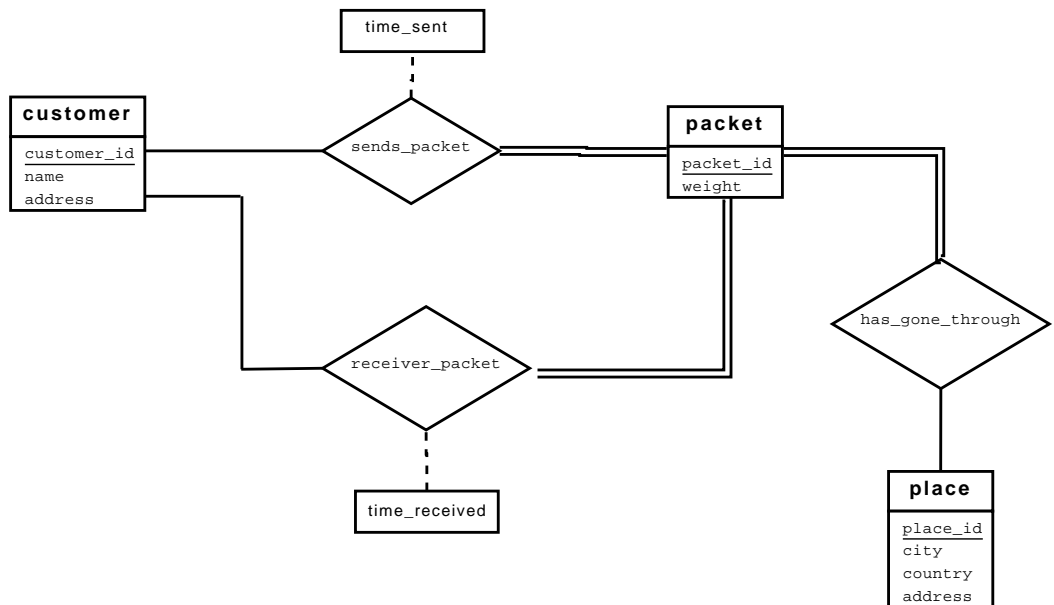 time_sent
customer
customer_id
name
address
sends_packet
packet
packet_id
weight
has_gone_through
receiver_packet
time_received
place
place_id
city
country
address